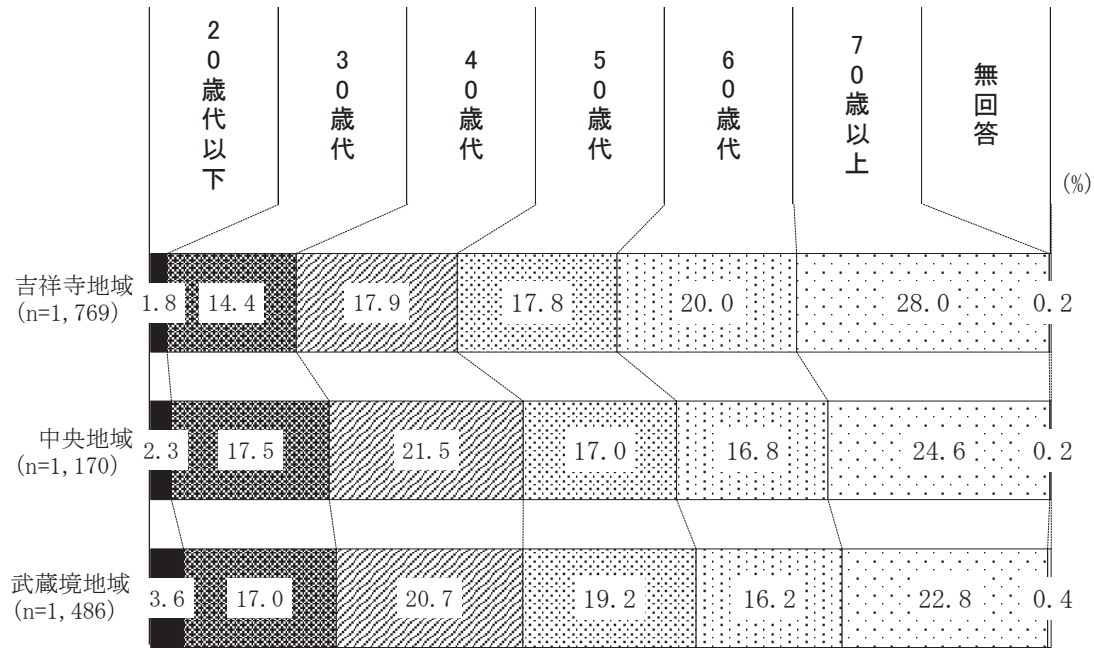 20歳代以下
30歳代
40歳代
50歳代
60歳代
70歳以上
無回答
(%)
吉祥寺地域
(n=1,769)
1.8 14.4 17.9 17.8 20.0 28.0 0.2
中央地域
(n=1,170)
2.3 17.5 21.5 17.0 16.8 24.6 0.2
武蔵境地域
(n=1,486)
3.6 17.0 20.7 19.2 16.2 22.8 0.4